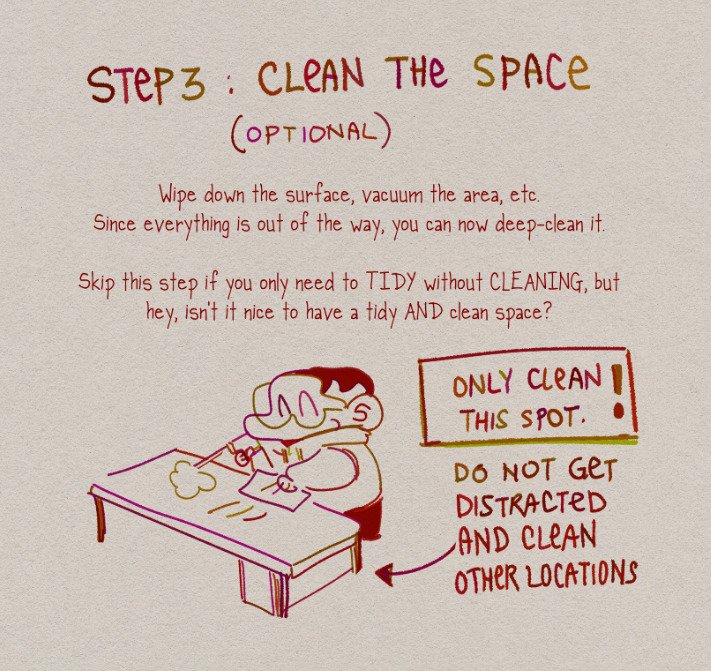 STEP 3 : CLEAN THE SPACE
(OPTIONAL)
Wipe down the surface, vacuum the area, etc.
Since everything is out of the way, you can now deep-clean it.
Skip this step if you only need to TIDY without CLEANING, but
hey, isn't it nice to have a tidy AND clean space?
ONLY CLEAN
THIS SPOT!
DO NOT GET
DISTRACTED
AND CLEAN
OTHER LOCATIONS